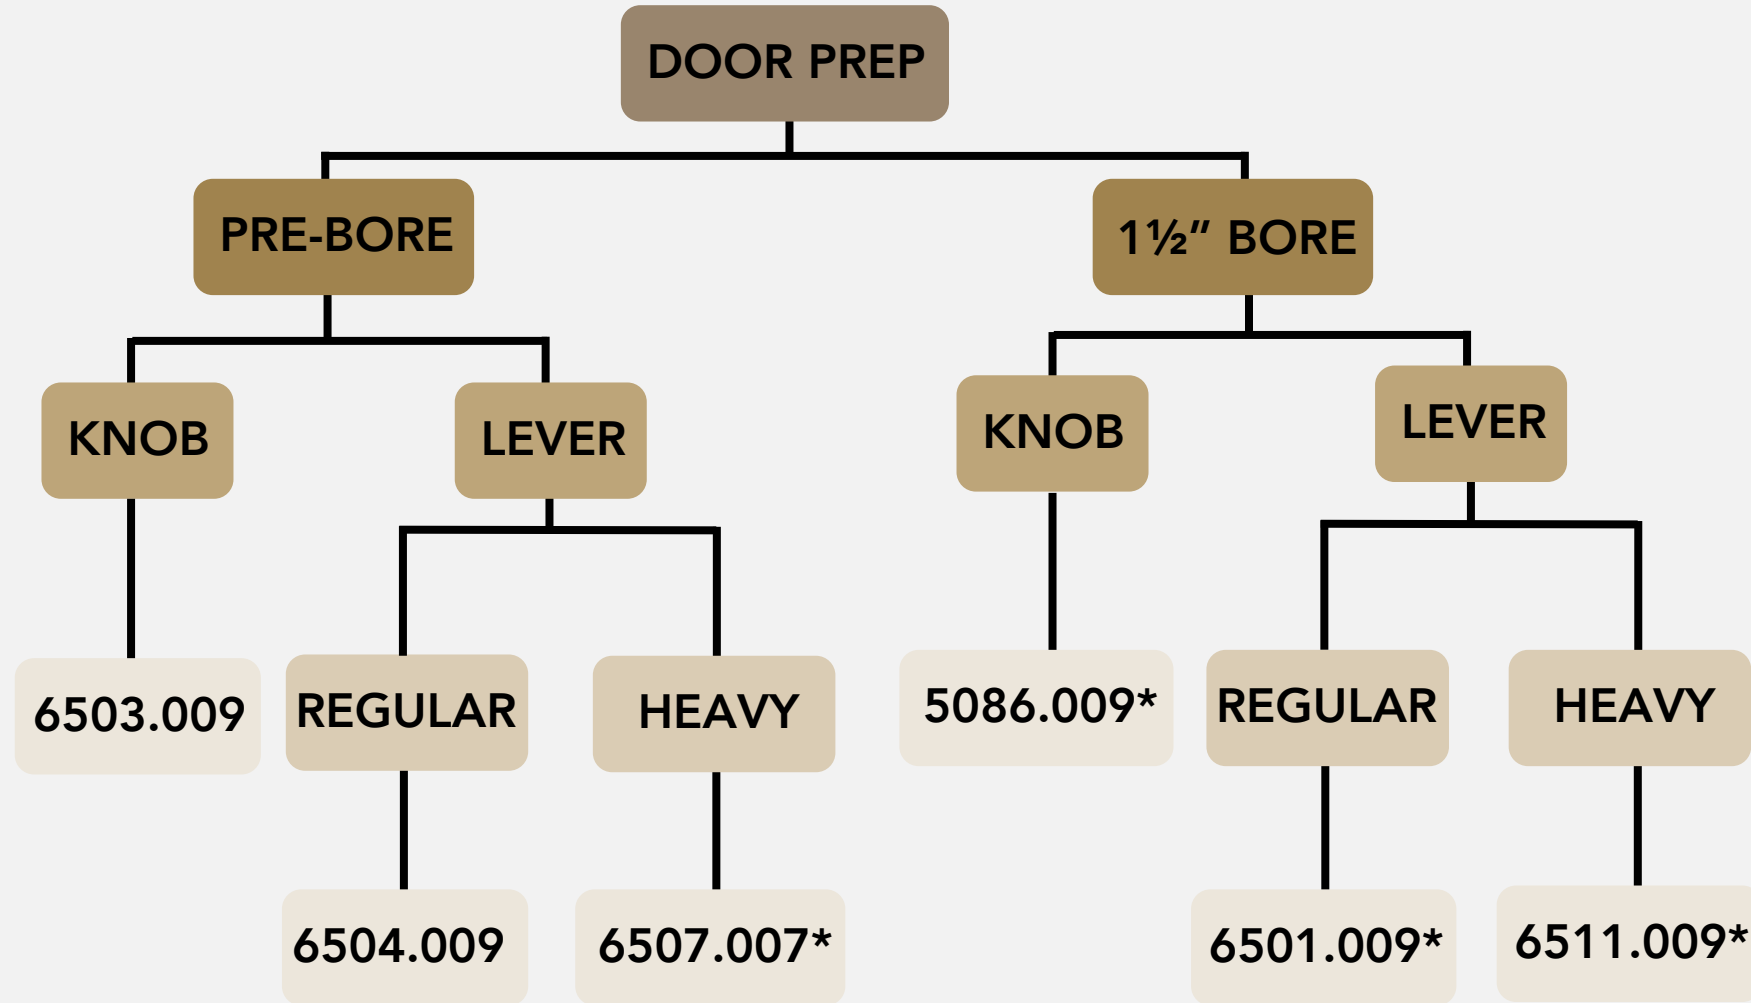 DOOR PREP
PRE-BORE
1½" BORE
KNOB
LEVER
KNOB
LEVER
6503.009
REGULAR
HEAVY
5086.009*
REGULAR
HEAVY
6504.009
6507.007*
6501.009*
6511.009*